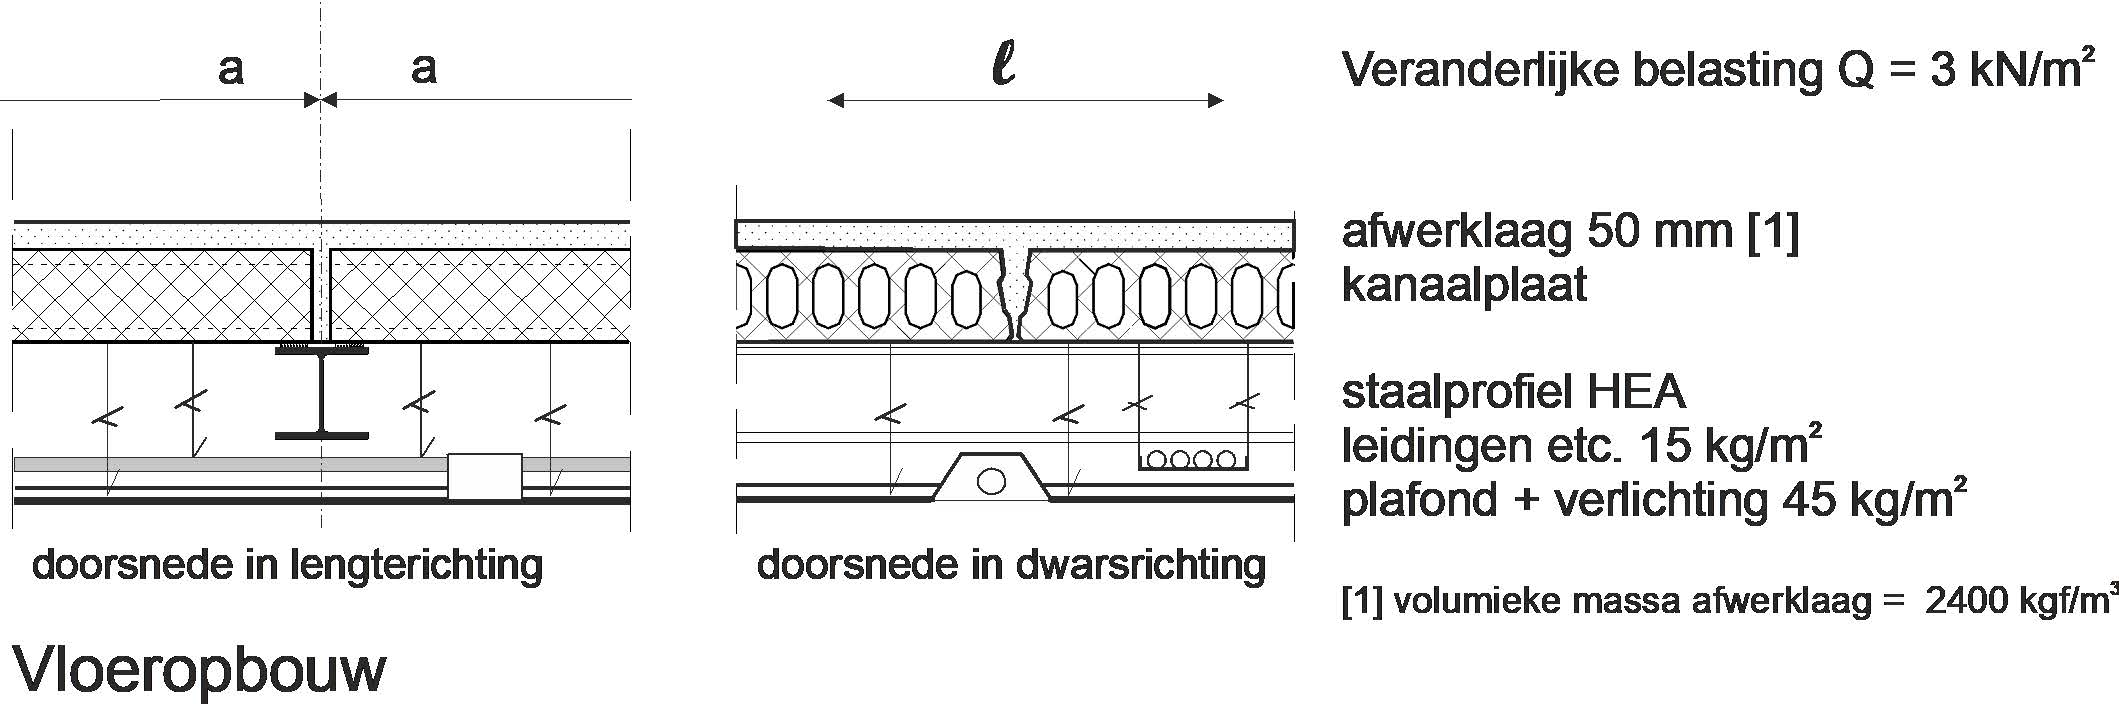 a
a
ℓ
Veranderlijke belasting Q = 3 kN/m²
afwerklaag 50 mm [1]
kanaalplaat
staalprofiel HEA
leidingen etc. 15 kg/m²
plafond + verlichting 45 kg/m²
doorsnede in lengterichting
doorsnede in dwarsrichting
[1] volumieke massa afwerklaag = 2400 kgf/m³
Vloeropbouw